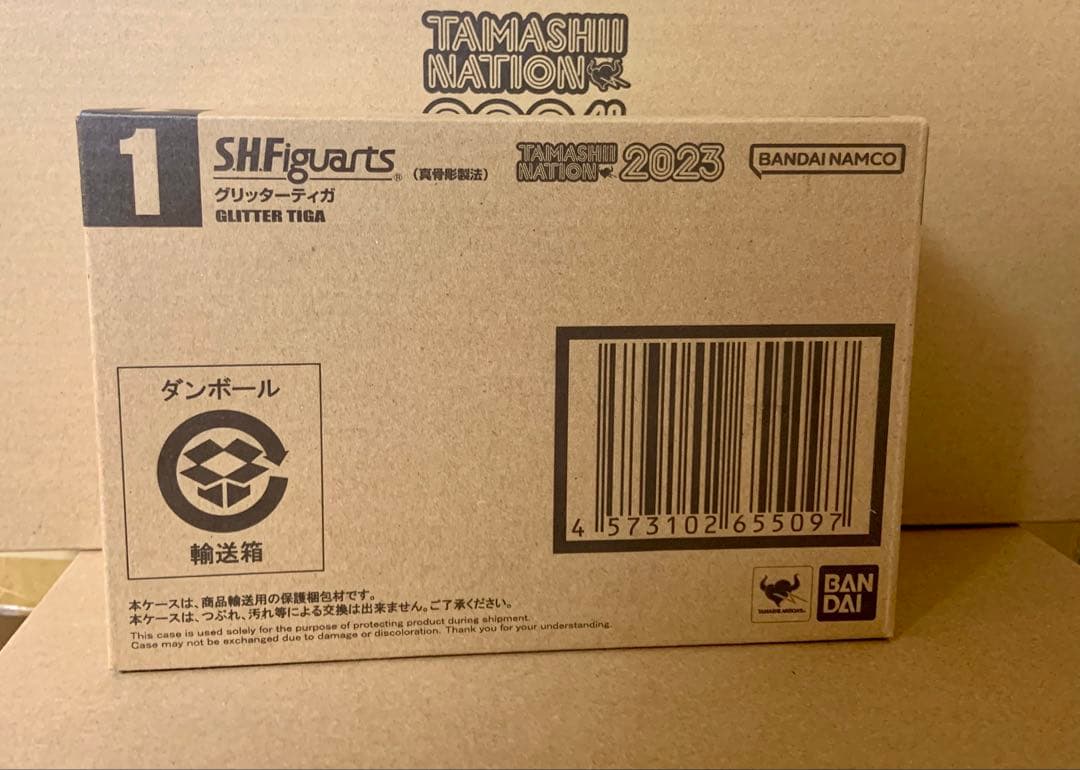 TAMASHII
NATION
1
S.H.Figuarts® (真骨彫製法)
TAMASHII
NATION
2023
BANDAI NAMCO
グリッターティガ
GLITTER TIGA
ダンボール
輸送箱
4 573102 655097
本ケースは、商品輸送用の保護梱包材です。
本ケースは、つぶれ、汚れ等による交換は出来ません。ご了承ください。
This case is used solely for the purpose of protecting product during shipment.
Case may not be exchanged due to damage or discoloration. Thank you for your understanding.
BAN
DAI